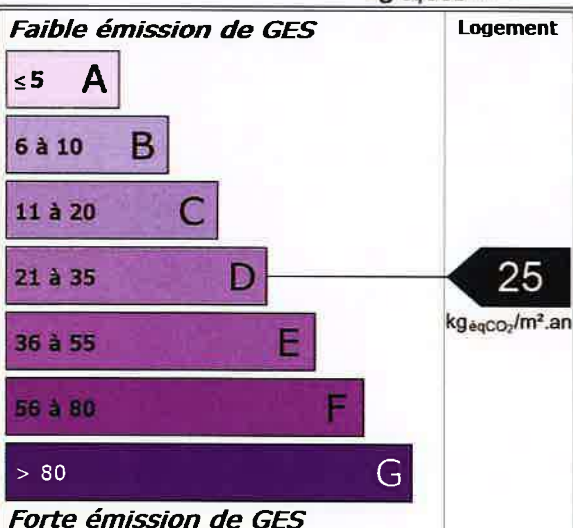 Faible émission de GES
Logement
≤ 5 A
6 à 10 B
11 à 20 C
21 à 35 D
25
kgéqCO₂/m².an
36 à 55 E
56 à 80 F
> 80 G
Forte émission de GES